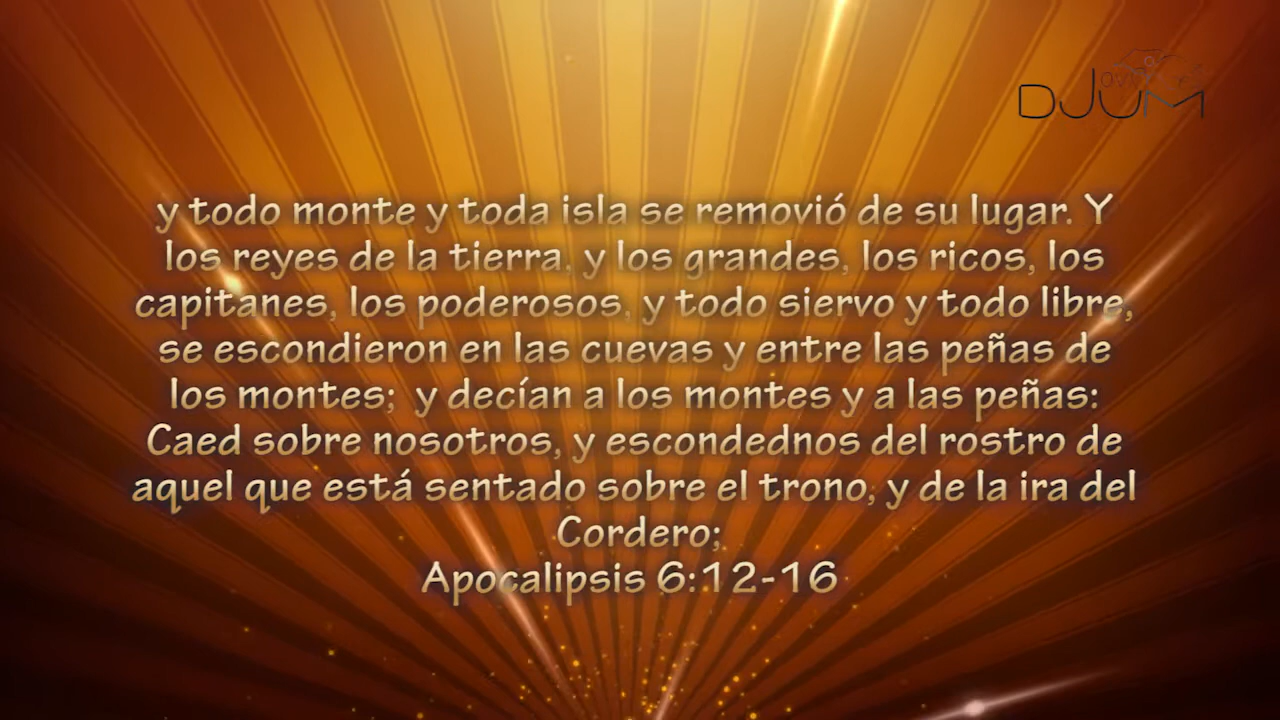 DJUM
y todo monte y toda isla se removió de su lugar. Y
los reyes de la tierra, y los grandes, los ricos, los
capitanes, los poderosos, y todo siervo y todo libre,
se escondieron en las cuevas y entre las peñas de
los montes; y decían a los montes y a las peñas:
Caed sobre nosotros, y escondednos del rostro de
aquel que está sentado sobre el trono, y de la ira del
Cordero;
Apocalipsis 6:12-16